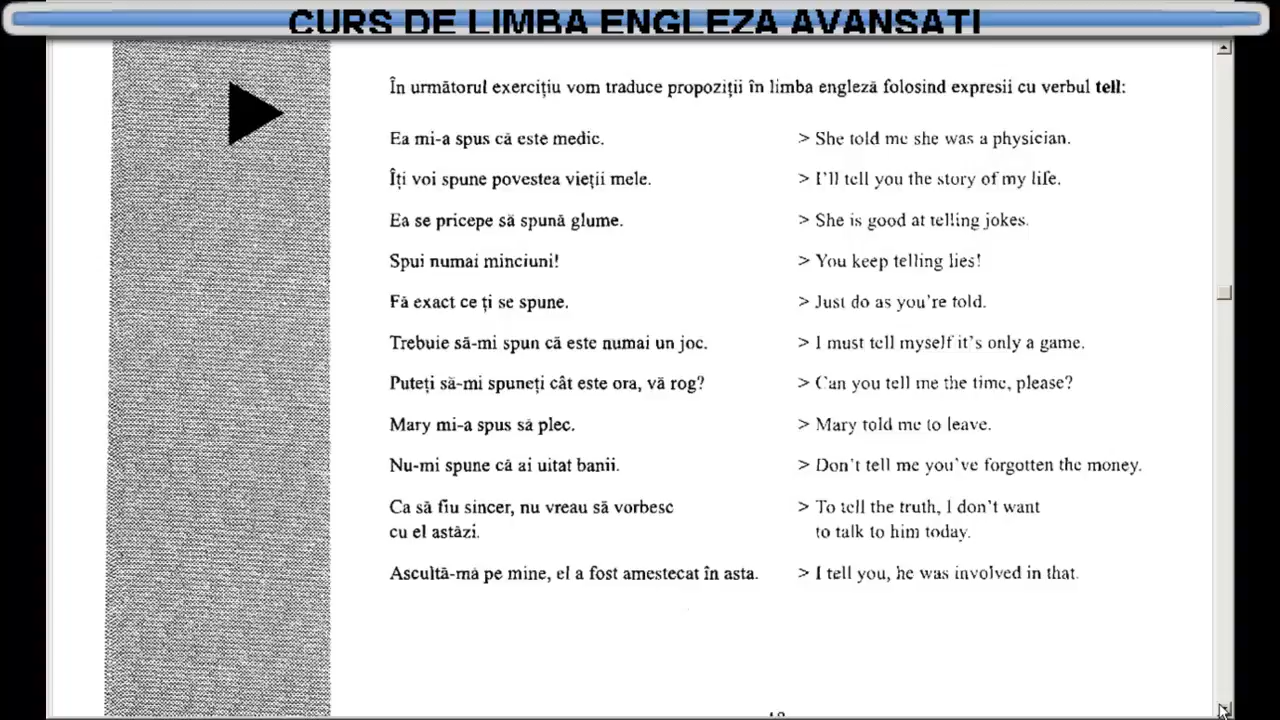 CURS DE LIMBA ENGLEZA AVANSATI
În următorul exercițiu vom traduce propoziții în limba engleză folosind expresii cu verbul tell:
Ea mi-a spus că este medic. > She told me she was a physician.
Îți voi spune povestea vieții mele. > I'll tell you the story of my life.
Ea se pricepe să spună glume. > She is good at telling jokes.
Spui numai minciuni! > You keep telling lies!
Fă exact ce ți se spune. > Just do as you're told.
Trebuie să-mi spun că este numai un joc. > I must tell myself it's only a game.
Puteți să-mi spuneți cât este ora, vă rog? > Can you tell me the time, please?
Mary mi-a spus să plec. > Mary told me to leave.
Nu-mi spune că ai uitat banii. > Don't tell me you've forgotten the money.
Ca să fiu sincer, nu vreau să vorbesc > To tell the truth, I don't want
cu el astăzi. to talk to him today.
Ascultă-mă pe mine, el a fost amestecat în asta. > I tell you, he was involved in that.